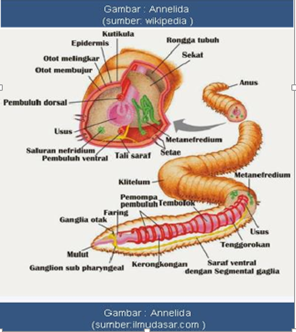 Gambar : Annelida
(sumber: wikipedia )
Kutikula
Epidermis
Otot melingkar
Otot membujur
Rongga tubuh
Sekat
Pembuluh dorsal
Anus
Usus
Saluran nefridium
Pembuluh ventral
Tali saraf
Setae
Metanefredium
Klitelum
Metanefredium
Pemompa
pembuluh
Tembolok
Faring
Ganglia otak
Usus
Tenggorokan
Mulut
Ganglion sub pharyngeal
Kerongkongan
Saraf ventral
dengan Segmental gaglia
Gambar : Annelida
(sumber:ilmudasar.com)